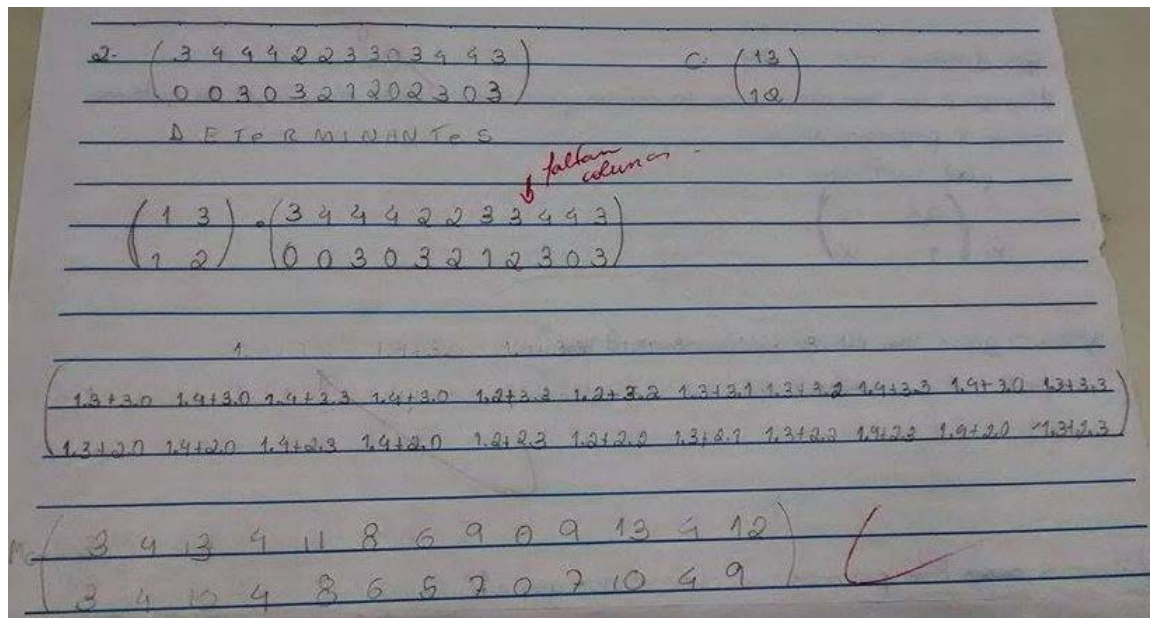 2. ( 3 4 4 4 2 2 3 3 0 3 4 4 3 ) C= ( 13 )
( 0 0 3 0 3 2 1 2 0 2 3 0 3 ) ( 12 )
D E T e R M I N A N T e S
faltan
columnas
( 1 3 ) . ( 3 4 4 4 2 2 3 3 4 4 3 )
( 1 2 ) ( 0 0 3 0 3 2 1 2 3 0 3 )
1.
( 1.3+3.0 1.4+3.0 1.4+3.3 1.4+3.0 1.2+3.3 1.2+3.2 1.3+3.1 1.3+3.2 1.4+3.3 1.4+3.0 1.3+3.3 )
( 1.3+2.0 1.4+2.0 1.4+2.3 1.4+2.0 1.2+2.3 1.2+2.2 1.3+2.1 1.3+2.2 1.4+2.3 1.4+2.0 1.3+2.3 )
M= ( 3 4 13 4 11 8 6 9 0 9 13 4 12 )
( 3 4 10 4 8 6 5 7 0 7 10 4 9 )